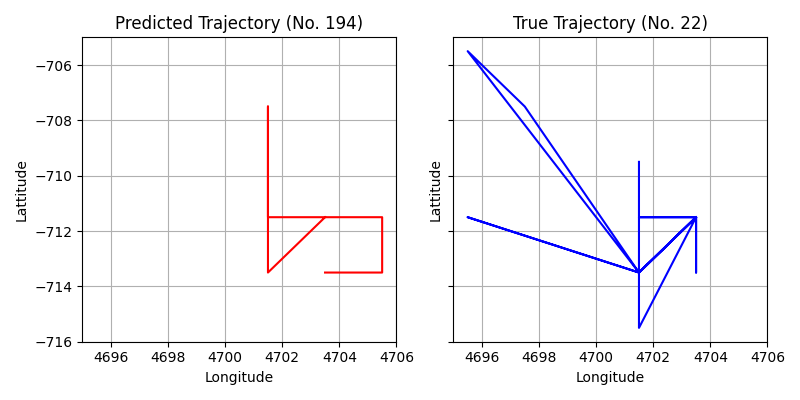 Predicted Trajectory (No. 194)
True Trajectory (No. 22)
−706
−708
−710
−712
−714
−716
Lattitude
Lattitude
4696 4698 4700 4702 4704 4706
4696 4698 4700 4702 4704 4706
Longitude
Longitude